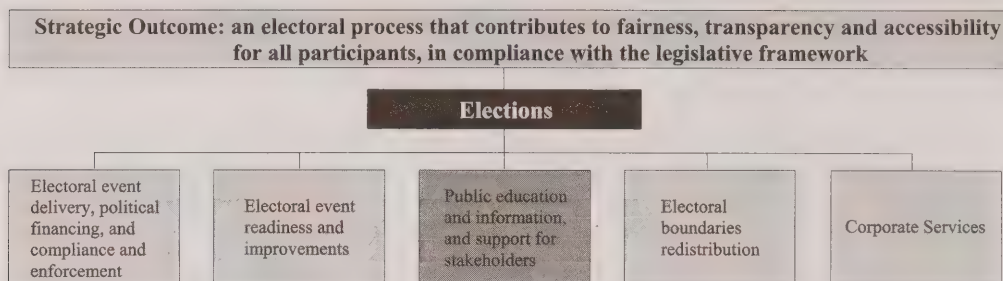 Strategic Outcome: an electoral process that contributes to fairness, transparency and accessibility
for all participants, in compliance with the legislative framework
Elections
Electoral event
delivery, political
financing, and
compliance and
enforcement
Electoral event
readiness and
improvements
Public education
and information,
and support for
stakeholders
Electoral
boundaries
redistribution
Corporate Services